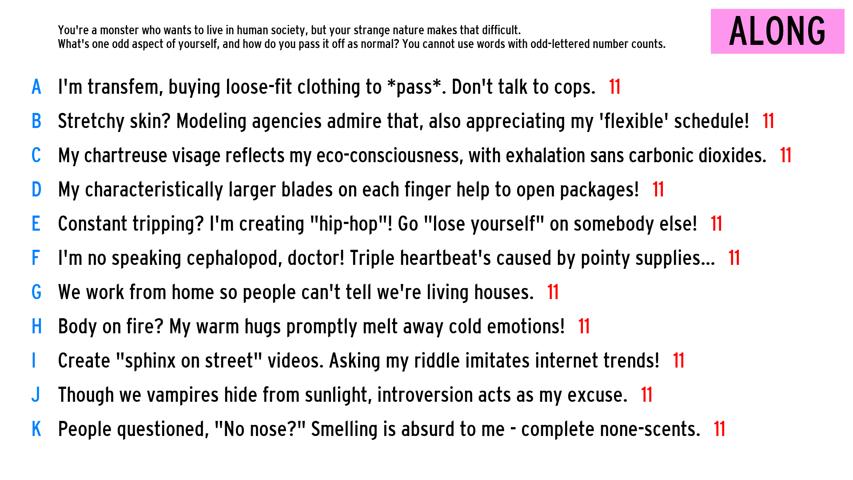 You're a monster who wants to live in human society, but your strange nature makes that difficult.
What's one odd aspect of yourself, and how do you pass it off as normal? You cannot use words with odd-lettered number counts.
ALONG
A I'm transfem, buying loose-fit clothing to *pass*. Don't talk to cops. 11
B Stretchy skin? Modeling agencies admire that, also appreciating my 'flexible' schedule! 11
C My chartreuse visage reflects my eco-consciousness, with exhalation sans carbonic dioxides. 11
D My characteristically larger blades on each finger help to open packages! 11
E Constant tripping? I'm creating "hip-hop"! Go "lose yourself" on somebody else! 11
F I'm no speaking cephalopod, doctor! Triple heartbeat's caused by pointy supplies... 11
G We work from home so people can't tell we're living houses. 11
H Body on fire? My warm hugs promptly melt away cold emotions! 11
I Create "sphinx on street" videos. Asking my riddle imitates internet trends! 11
J Though we vampires hide from sunlight, introversion acts as my excuse. 11
K People questioned, "No nose?" Smelling is absurd to me - complete none-scents. 11